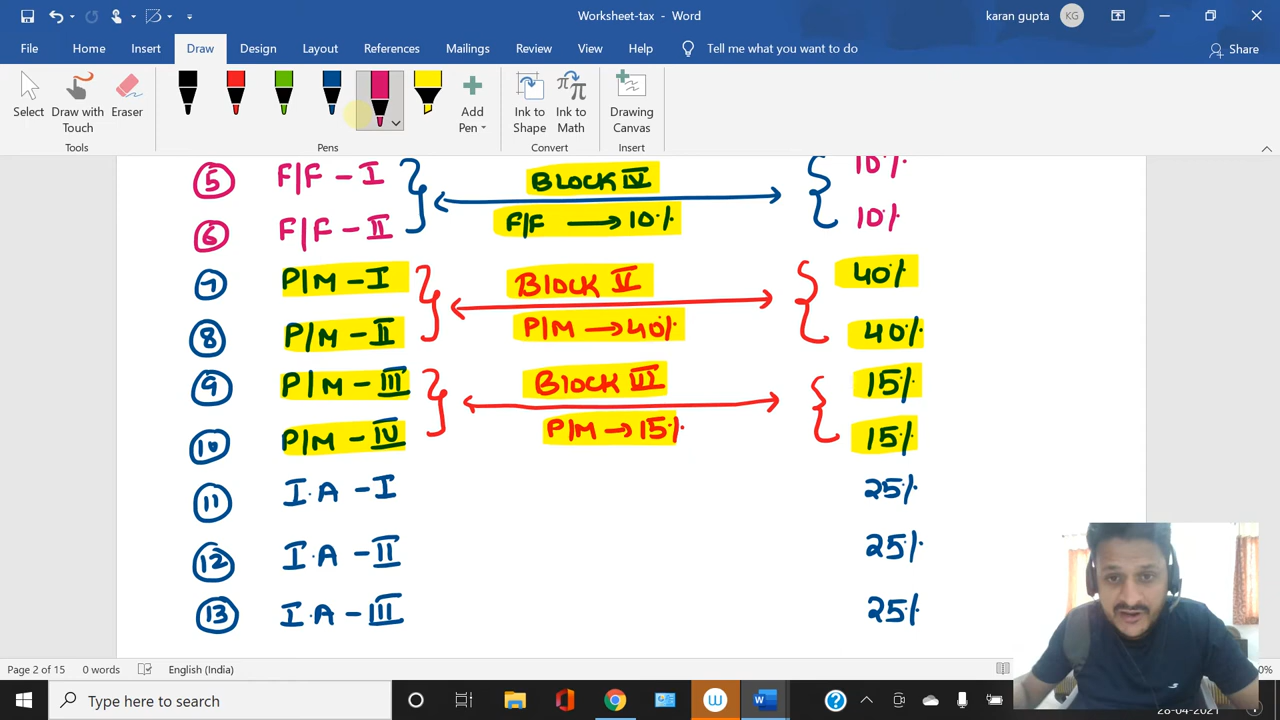 Worksheet-tax - Word
karan gupta
KG
File Home Insert Draw Design Layout References Mailings Review View Help Tell me what you want to do
Share
Select
Draw with Touch
Eraser
Add Pen
Ink to Shape
Ink to Math
Drawing Canvas
Tools
Pens
Convert
Insert
5 F/F - I 10%
BLOCK IV
F/F → 10%
6 F/F - II 10%
7 P/M - I 40%
BLOCK V
P/M → 40%
8 P/M - II 40%
9 P/M - III 15%
BLOCK III
P/M → 15%
10 P/M - IV 15%
11 I.A - I 25%
12 I.A - II 25%
13 I.A - III 25%
Page 2 of 15 0 words English (India)
0%
Type here to search
28-04-2021